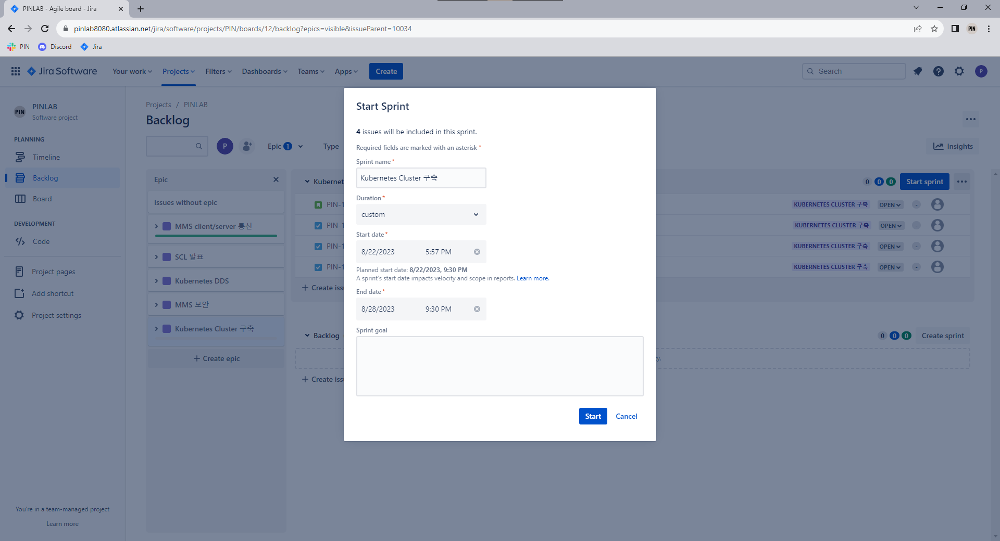 PINLAB - Agile board - Jira
pinlab8080.atlassian.net/jira/software/projects/PIN/boards/12/backlog?epics=visible&issueParent=10034
PIN
PIN Discord Jira
Jira Software Your work Projects Filters Dashboards Teams Apps Create Search P
PIN
PINLAB
Software project
PLANNING
Timeline
Backlog
Board
DEVELOPMENT
Code
Project pages
Add shortcut
Project settings
You're in a team-managed project
Learn more
Projects / PINLAB
Backlog
P Epic 1 Type
Insights
Epic
Issues without epic
MMS client/server 통신
SCL 발표
Kubernetes DDS
MMS 보안
Kubernetes Cluster 구축
+ Create epic
Kubernet
0 0 0 Start sprint
PIN-1
KUBERNETES CLUSTER 구축 OPEN -
PIN-1
KUBERNETES CLUSTER 구축 OPEN -
PIN-1
KUBERNETES CLUSTER 구축 OPEN -
PIN-1
KUBERNETES CLUSTER 구축 OPEN -
+ Create iss
Backlog
0 0 0 Create sprint
+ Create iss
Start Sprint
4 issues will be included in this sprint.
Required fields are marked with an asterisk *
Sprint name *
Kubernetes Cluster 구축
Duration *
custom
Start date *
8/22/2023 5:57 PM
Planned start date: 8/22/2023, 9:30 PM
A sprint's start date impacts velocity and scope in reports. Learn more.
End date *
8/28/2023 9:30 PM
Sprint goal
Start Cancel